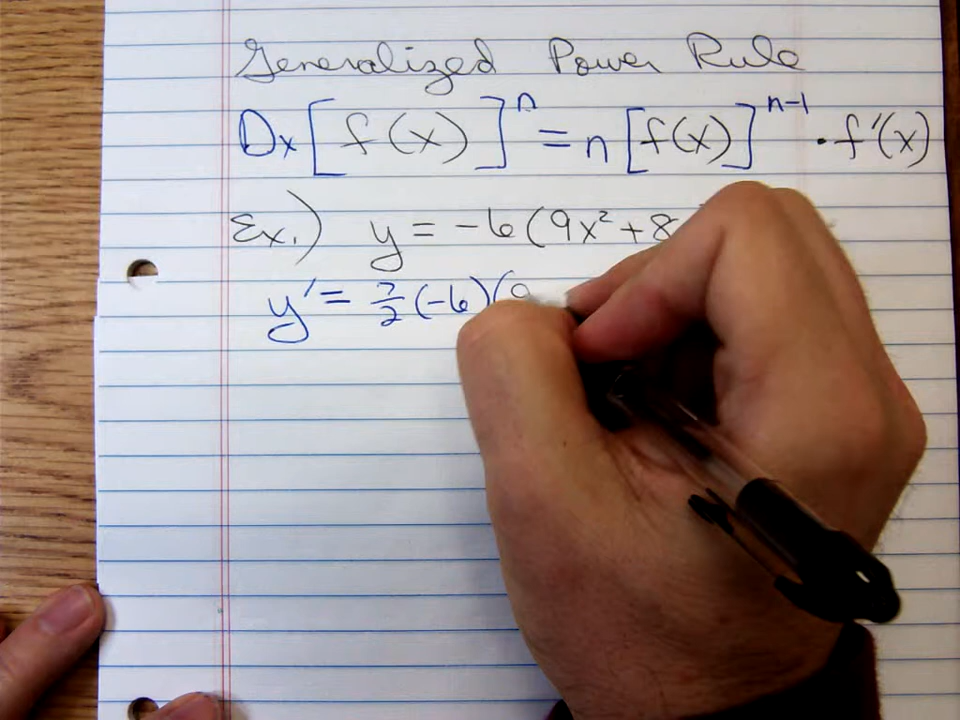 Generalized Power Rule
Dx[f(x)]^n = n[f(x)]^n-1 · f'(x)
Ex.) y = -6(9x²+8
y' = 7/2(-6)(9